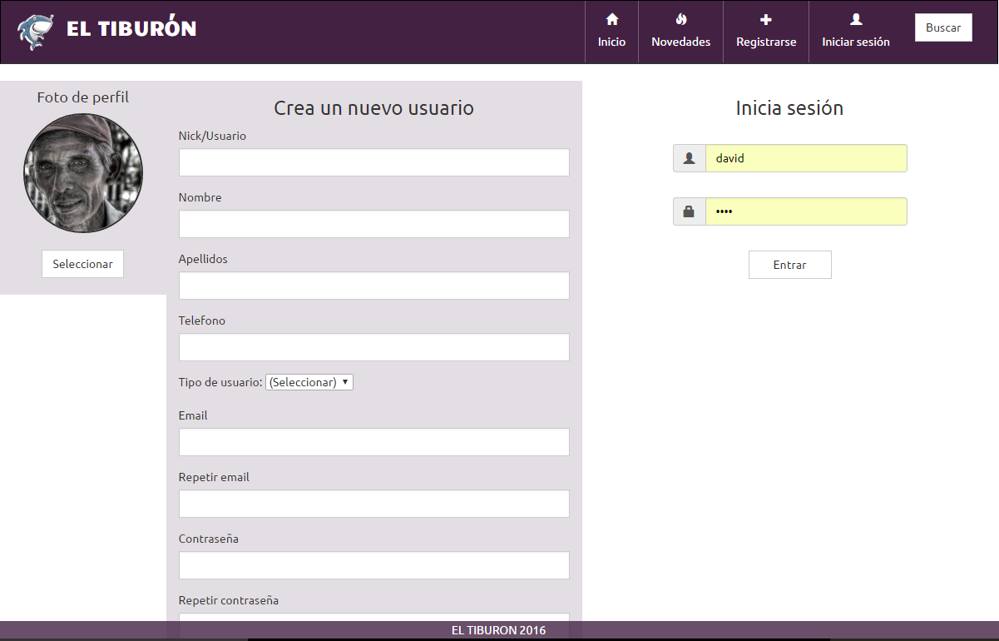 EL TIBURÓN
Inicio
Novedades
Registrarse
Iniciar sesión
Buscar
Foto de perfil
Seleccionar
Crea un nuevo usuario
Nick/Usuario
Nombre
Apellidos
Telefono
Tipo de usuario: (Seleccionar)
Email
Repetir email
Contraseña
Repetir contraseña
Inicia sesión
david
••••
Entrar
EL TIBURON 2016